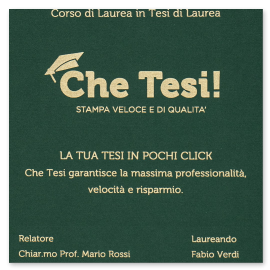 Corso di Laurea in Tesi di Laurea
Che Tesi!
STAMPA VELOCE E DI QUALITA'
LA TUA TESI IN POCHI CLICK
Che Tesi garantisce la massima professionalità,
velocità e risparmio.
Relatore
Laureando
Chiar.mo Prof. Mario Rossi
Fabio Verdi